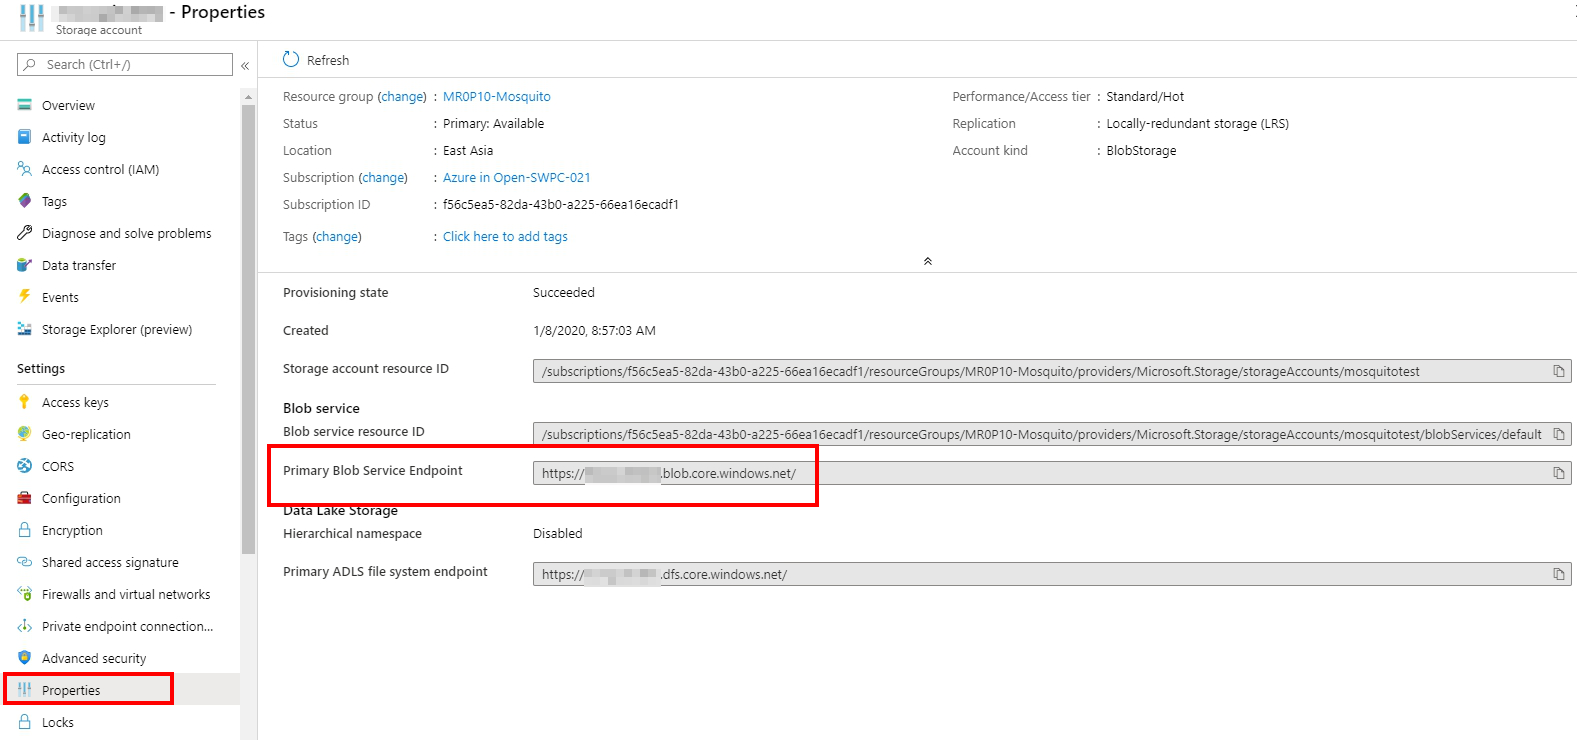 - Properties
Storage account
Search (Ctrl+/)
«
Refresh
Overview
Activity log
Access control (IAM)
Tags
Diagnose and solve problems
Data transfer
Events
Storage Explorer (preview)
Settings
Access keys
Geo-replication
CORS
Configuration
Encryption
Shared access signature
Firewalls and virtual networks
Private endpoint connection...
Advanced security
Properties
Locks
Resource group (change) : MR0P10-Mosquito
Status : Primary: Available
Location : East Asia
Subscription (change) : Azure in Open-SWPC-021
Subscription ID : f56c5ea5-82da-43b0-a225-66ea16ecadf1
Tags (change) : Click here to add tags
Performance/Access tier : Standard/Hot
Replication : Locally-redundant storage (LRS)
Account kind : BlobStorage
Provisioning state Succeeded
Created 1/8/2020, 8:57:03 AM
Storage account resource ID /subscriptions/f56c5ea5-82da-43b0-a225-66ea16ecadf1/resourceGroups/MR0P10-Mosquito/providers/Microsoft.Storage/storageAccounts/mosquitotest
Blob service
Blob service resource ID /subscriptions/f56c5ea5-82da-43b0-a225-66ea16ecadf1/resourceGroups/MR0P10-Mosquito/providers/Microsoft.Storage/storageAccounts/mosquitotest/blobServices/default
Primary Blob Service Endpoint https:// .blob.core.windows.net/
Data Lake Storage
Hierarchical namespace Disabled
Primary ADLS file system endpoint https:// .dfs.core.windows.net/